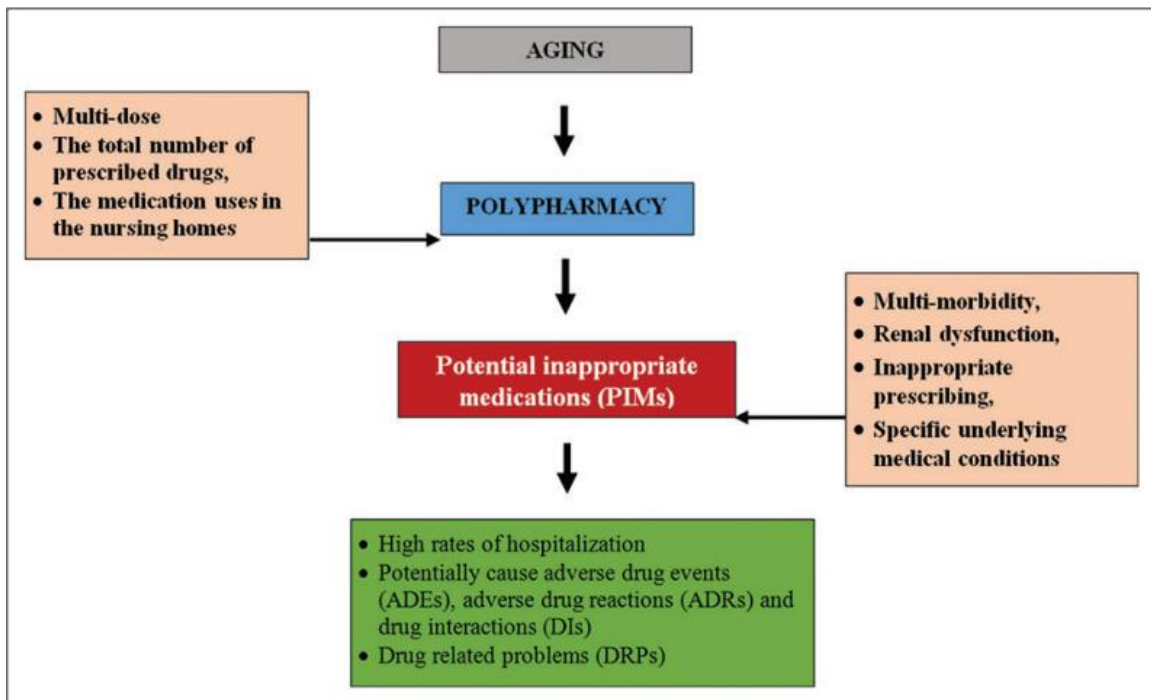 AGING
• Multi-dose
• The total number of
prescribed drugs,
• The medication uses in
the nursing homes
POLYPHARMACY
• Multi-morbidity,
• Renal dysfunction,
• Inappropriate
prescribing,
• Specific underlying
medical conditions
Potential inappropriate
medications (PIMs)
• High rates of hospitalization
• Potentially cause adverse drug events
(ADEs), adverse drug reactions (ADRs) and
drug interactions (DIs)
• Drug related problems (DRPs)